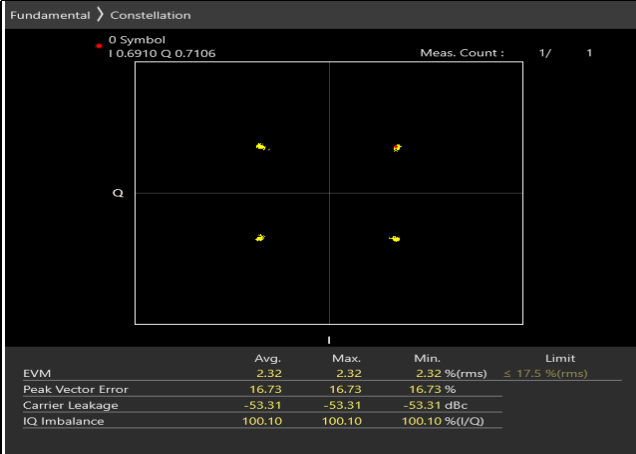 Fundamental 〉 Constellation
0 Symbol
I 0.6910 Q 0.7106 Meas. Count : 1/ 1
Q
I
Avg. Max. Min. Limit
EVM 2.32 2.32 2.32 %(rms) ≤ 17.5 %(rms)
Peak Vector Error 16.73 16.73 16.73 %
Carrier Leakage -53.31 -53.31 -53.31 dBc
IQ Imbalance 100.10 100.10 100.10 %(I/Q)